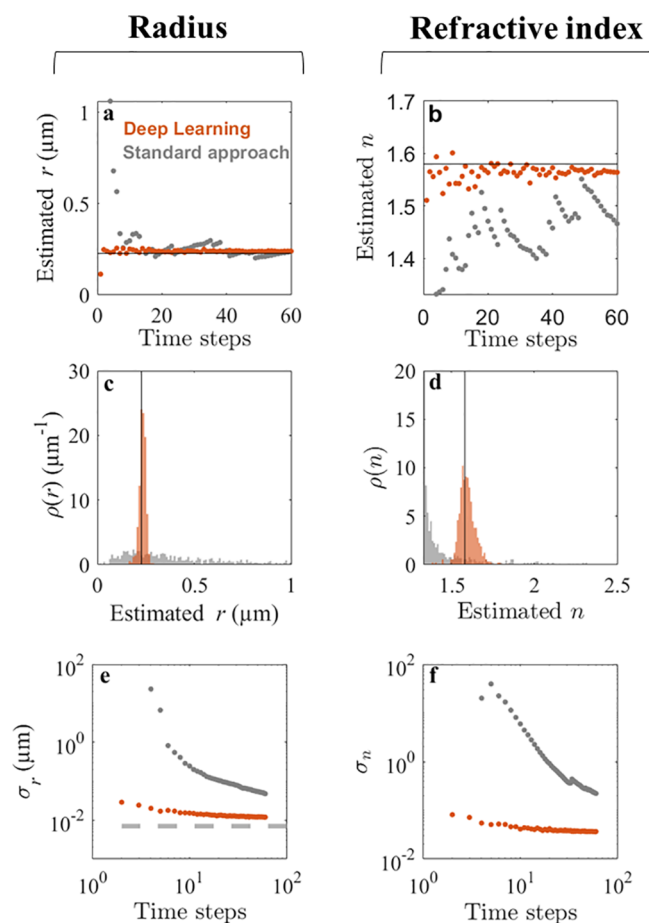 Radius
Refractive index
a
Deep Learning
Standard approach
Estimated r (μm)
1
0.5
0
0
20
40
60
Time steps
b
Estimated n
1.7
1.6
1.5
1.4
0
20
40
60
Time steps
c
ρ(r) (μm⁻¹)
30
20
10
0
0
0.5
1
Estimated r (μm)
d
ρ(n)
20
15
10
5
0
1.5
2
2.5
Estimated n
e
σr (μm)
10²
10⁰
10⁻²
10⁰
10¹
10²
Time steps
f
σn
10²
10⁰
10⁻²
10⁰
10¹
10²
Time steps